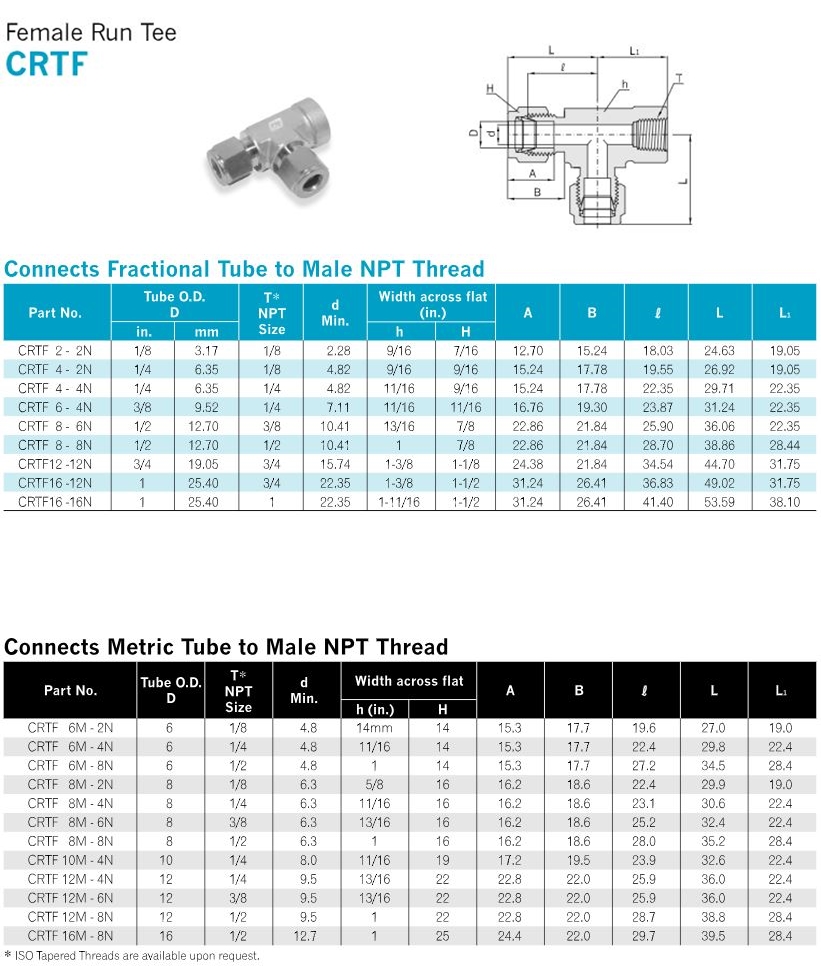 Female Run Tee
CRTF
L L1
ℓ
H h T
D d
A
B
L
Connects Fractional Tube to Male NPT Thread
Part No. Tube O.D. D T* NPT Size d Min. Width across flat (in.) A B ℓ L L1
in. mm h H
CRTF 2 - 2N 1/8 3.17 1/8 2.28 9/16 7/16 12.70 15.24 18.03 24.63 19.05
CRTF 4 - 2N 1/4 6.35 1/8 4.82 9/16 9/16 15.24 17.78 19.55 26.92 19.05
CRTF 4 - 4N 1/4 6.35 1/4 4.82 11/16 9/16 15.24 17.78 22.35 29.71 22.35
CRTF 6 - 4N 3/8 9.52 1/4 7.11 11/16 11/16 16.76 19.30 23.87 31.24 22.35
CRTF 8 - 6N 1/2 12.70 3/8 10.41 13/16 7/8 22.86 21.84 25.90 36.06 22.35
CRTF 8 - 8N 1/2 12.70 1/2 10.41 1 7/8 22.86 21.84 28.70 38.86 28.44
CRTF12 -12N 3/4 19.05 3/4 15.74 1-3/8 1-1/8 24.38 21.84 34.54 44.70 31.75
CRTF16 -12N 1 25.40 3/4 22.35 1-3/8 1-1/2 31.24 26.41 36.83 49.02 31.75
CRTF16 -16N 1 25.40 1 22.35 1-11/16 1-1/2 31.24 26.41 41.40 53.59 38.10
Connects Metric Tube to Male NPT Thread
Part No. Tube O.D. D T* NPT Size d Min. Width across flat A B ℓ L L1
h (in.) H
CRTF 6M - 2N 6 1/8 4.8 14mm 14 15.3 17.7 19.6 27.0 19.0
CRTF 6M - 4N 6 1/4 4.8 11/16 14 15.3 17.7 22.4 29.8 22.4
CRTF 6M - 8N 6 1/2 4.8 1 14 15.3 17.7 27.2 34.5 28.4
CRTF 8M - 2N 8 1/8 6.3 5/8 16 16.2 18.6 22.4 29.9 19.0
CRTF 8M - 4N 8 1/4 6.3 11/16 16 16.2 18.6 23.1 30.6 22.4
CRTF 8M - 6N 8 3/8 6.3 13/16 16 16.2 18.6 25.2 32.4 22.4
CRTF 8M - 8N 8 1/2 6.3 1 16 16.2 18.6 28.0 35.2 28.4
CRTF 10M - 4N 10 1/4 8.0 11/16 19 17.2 19.5 23.9 32.6 22.4
CRTF 12M - 4N 12 1/4 9.5 13/16 22 22.8 22.0 25.9 36.0 22.4
CRTF 12M - 6N 12 3/8 9.5 13/16 22 22.8 22.0 25.9 36.0 22.4
CRTF 12M - 8N 12 1/2 9.5 1 22 22.8 22.0 28.7 38.8 28.4
CRTF 16M - 8N 16 1/2 12.7 1 25 24.4 22.0 29.7 39.5 28.4
* ISO Tapered Threads are available upon request.